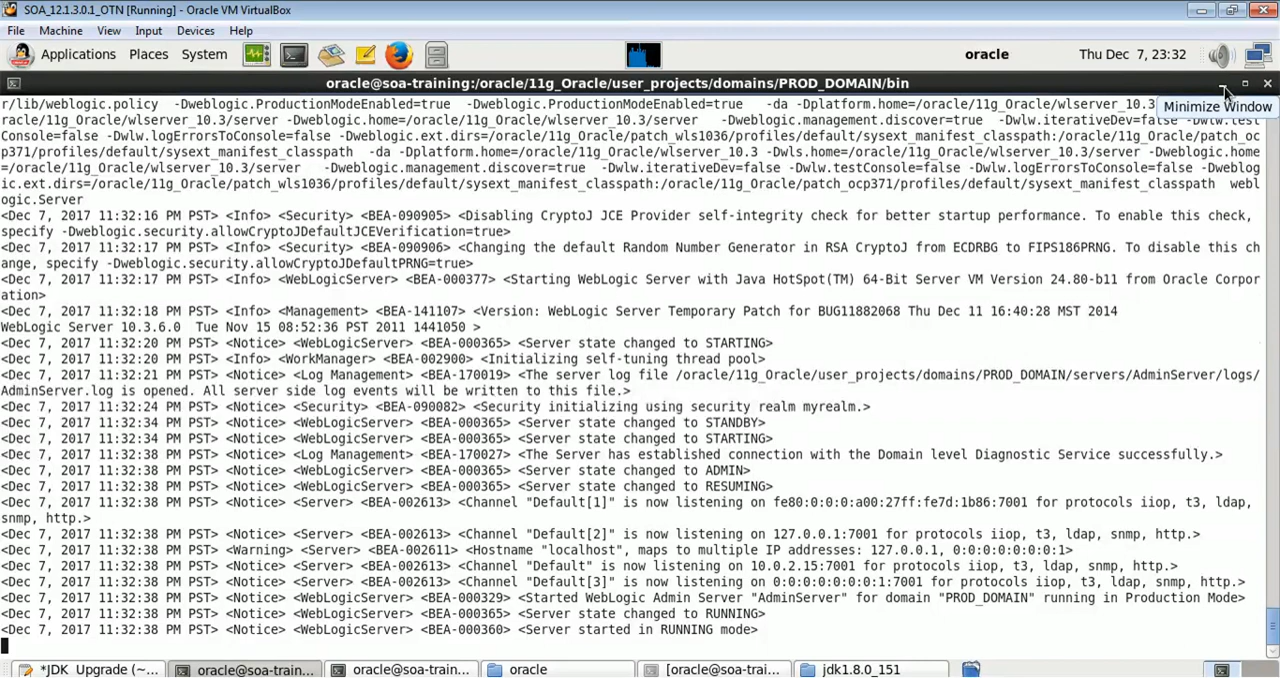 SOA_12.1.3.0.1_OTN [Running] - Oracle VM VirtualBox
File Machine View Input Devices Help
Applications Places System oracle Thu Dec 7, 23:32
oracle@soa-training:/oracle/11g_Oracle/user_projects/domains/PROD_DOMAIN/bin
Minimize Window
r/lib/weblogic.policy -Dweblogic.ProductionModeEnabled=true -Dweblogic.ProductionModeEnabled=true -da -Dplatform.home=/oracle/11g_Oracle/wlserver_10.3
racle/11g_Oracle/wlserver_10.3/server -Dweblogic.home=/oracle/11g_Oracle/wlserver_10.3/server -Dweblogic.management.discover=true -Dwlw.iterativeDev=false -Dwlw.test
Console=false -Dwlw.logErrorsToConsole=false -Dweblogic.ext.dirs=/oracle/11g_Oracle/patch_wls1036/profiles/default/sysext_manifest_classpath:/oracle/11g_Oracle/patch_oc
p371/profiles/default/sysext_manifest_classpath -da -Dplatform.home=/oracle/11g_Oracle/wlserver_10.3 -Dwls.home=/oracle/11g_Oracle/wlserver_10.3/server -Dweblogic.home
=/oracle/11g_Oracle/wlserver_10.3/server -Dweblogic.management.discover=true -Dwlw.iterativeDev=false -Dwlw.testConsole=false -Dwlw.logErrorsToConsole=false -Dweblog
ic.ext.dirs=/oracle/11g_Oracle/patch_wls1036/profiles/default/sysext_manifest_classpath:/oracle/11g_Oracle/patch_ocp371/profiles/default/sysext_manifest_classpath webl
ogic.Server
<Dec 7, 2017 11:32:16 PM PST> <Info> <Security> <BEA-090905> <Disabling CryptoJ JCE Provider self-integrity check for better startup performance. To enable this check,
specify -Dweblogic.security.allowCryptoJDefaultJCEVerification=true>
<Dec 7, 2017 11:32:17 PM PST> <Info> <Security> <BEA-090906> <Changing the default Random Number Generator in RSA CryptoJ from ECDRBG to FIPS186PRNG. To disable this ch
ange, specify -Dweblogic.security.allowCryptoJDefaultPRNG=true>
<Dec 7, 2017 11:32:17 PM PST> <Info> <WebLogicServer> <BEA-000377> <Starting WebLogic Server with Java HotSpot(TM) 64-Bit Server VM Version 24.80-b11 from Oracle Corpor
ation>
<Dec 7, 2017 11:32:18 PM PST> <Info> <Management> <BEA-141107> <Version: WebLogic Server Temporary Patch for BUG11882068 Thu Dec 11 16:40:28 MST 2014
WebLogic Server 10.3.6.0 Tue Nov 15 08:52:36 PST 2011 1441050 >
<Dec 7, 2017 11:32:20 PM PST> <Notice> <WebLogicServer> <BEA-000365> <Server state changed to STARTING>
<Dec 7, 2017 11:32:20 PM PST> <Info> <WorkManager> <BEA-002900> <Initializing self-tuning thread pool>
<Dec 7, 2017 11:32:21 PM PST> <Notice> <Log Management> <BEA-170019> <The server log file /oracle/11g_Oracle/user_projects/domains/PROD_DOMAIN/servers/AdminServer/logs/
AdminServer.log is opened. All server side log events will be written to this file.>
<Dec 7, 2017 11:32:24 PM PST> <Notice> <Security> <BEA-090082> <Security initializing using security realm myrealm.>
<Dec 7, 2017 11:32:34 PM PST> <Notice> <WebLogicServer> <BEA-000365> <Server state changed to STANDBY>
<Dec 7, 2017 11:32:34 PM PST> <Notice> <WebLogicServer> <BEA-000365> <Server state changed to STARTING>
<Dec 7, 2017 11:32:38 PM PST> <Notice> <Log Management> <BEA-170027> <The Server has established connection with the Domain level Diagnostic Service successfully.>
<Dec 7, 2017 11:32:38 PM PST> <Notice> <WebLogicServer> <BEA-000365> <Server state changed to ADMIN>
<Dec 7, 2017 11:32:38 PM PST> <Notice> <WebLogicServer> <BEA-000365> <Server state changed to RESUMING>
<Dec 7, 2017 11:32:38 PM PST> <Notice> <Server> <BEA-002613> <Channel "Default[1]" is now listening on fe80:0:0:0:a00:27ff:fe7d:1b86:7001 for protocols iiop, t3, ldap,
snmp, http.>
<Dec 7, 2017 11:32:38 PM PST> <Notice> <Server> <BEA-002613> <Channel "Default[2]" is now listening on 127.0.0.1:7001 for protocols iiop, t3, ldap, snmp, http.>
<Dec 7, 2017 11:32:38 PM PST> <Warning> <Server> <BEA-002611> <Hostname "localhost", maps to multiple IP addresses: 127.0.0.1, 0:0:0:0:0:0:0:1>
<Dec 7, 2017 11:32:38 PM PST> <Notice> <Server> <BEA-002613> <Channel "Default" is now listening on 10.0.2.15:7001 for protocols iiop, t3, ldap, snmp, http.>
<Dec 7, 2017 11:32:38 PM PST> <Notice> <Server> <BEA-002613> <Channel "Default[3]" is now listening on 0:0:0:0:0:0:0:1:7001 for protocols iiop, t3, ldap, snmp, http.>
<Dec 7, 2017 11:32:38 PM PST> <Notice> <WebLogicServer> <BEA-000329> <Started WebLogic Admin Server "AdminServer" for domain "PROD_DOMAIN" running in Production Mode>
<Dec 7, 2017 11:32:38 PM PST> <Notice> <WebLogicServer> <BEA-000365> <Server state changed to RUNNING>
<Dec 7, 2017 11:32:38 PM PST> <Notice> <WebLogicServer> <BEA-000360> <Server started in RUNNING mode>
*JDK Upgrade (~... oracle@soa-train... oracle@soa-train... oracle [oracle@soa-trai... jdk1.8.0_151